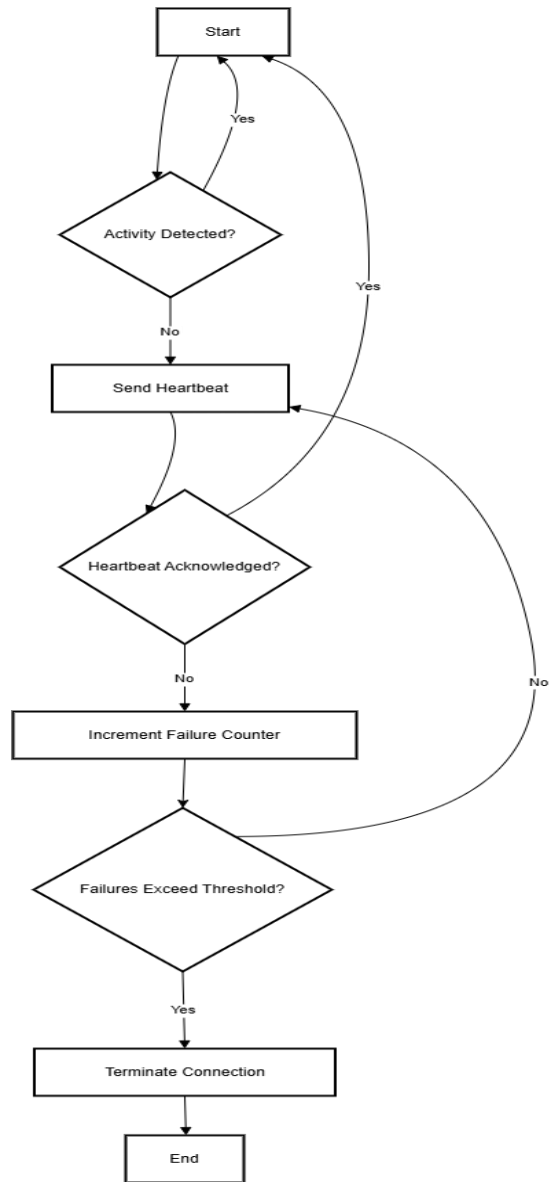 Start
Yes
Activity Detected?
Yes
No
Send Heartbeat
Heartbeat Acknowledged?
No
No
Increment Failure Counter
Failures Exceed Threshold?
Yes
Terminate Connection
End